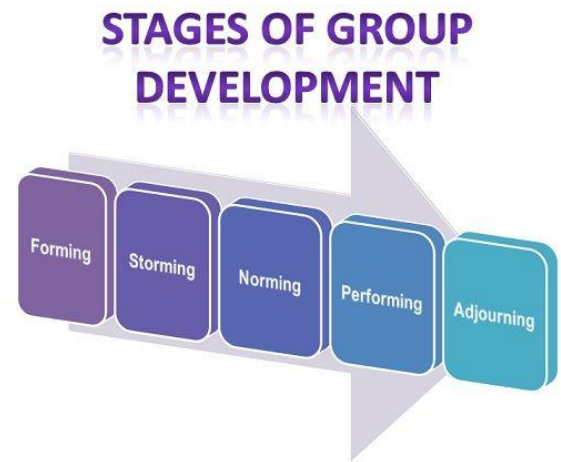 STAGES OF GROUP
DEVELOPMENT
Forming
Storming
Norming
Performing
Adjourning